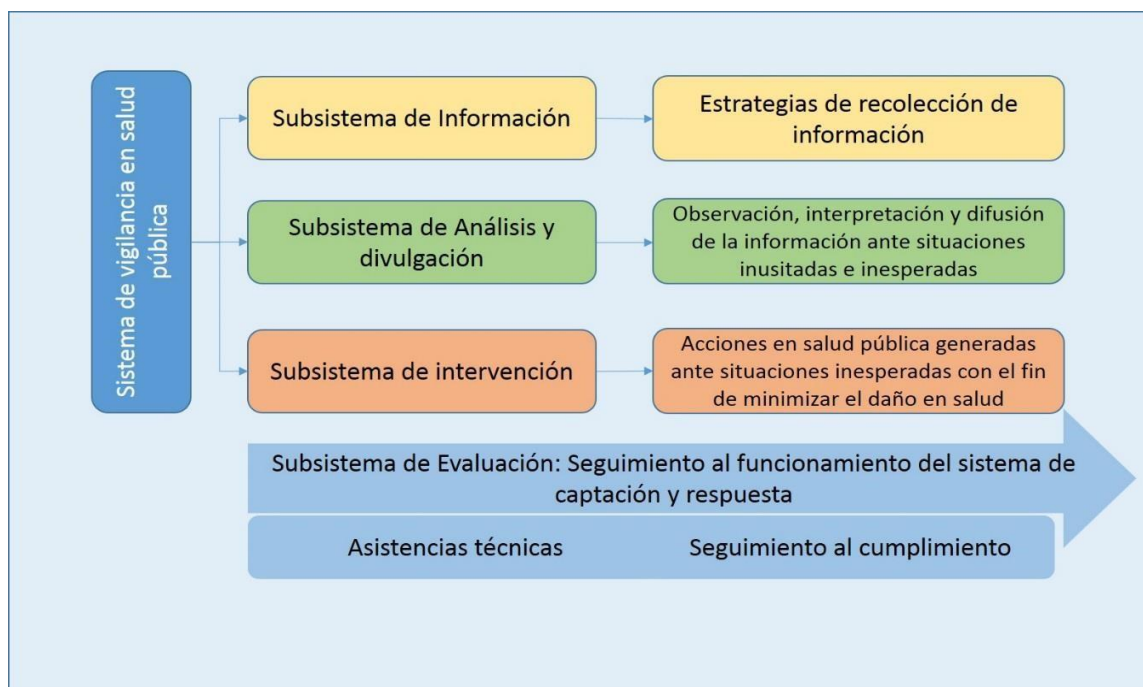 Sistema de vigilancia en salud
pública
Subsistema de Información
Estrategias de recolección de
información
Subsistema de Análisis y
divulgación
Observación, interpretación y difusión
de la información ante situaciones
inusitadas e inesperadas
Subsistema de intervención
Acciones en salud pública generadas
ante situaciones inesperadas con el fin
de minimizar el daño en salud
Subsistema de Evaluación: Seguimiento al funcionamiento del sistema de
captación y respuesta
Asistencias técnicas
Seguimiento al cumplimiento